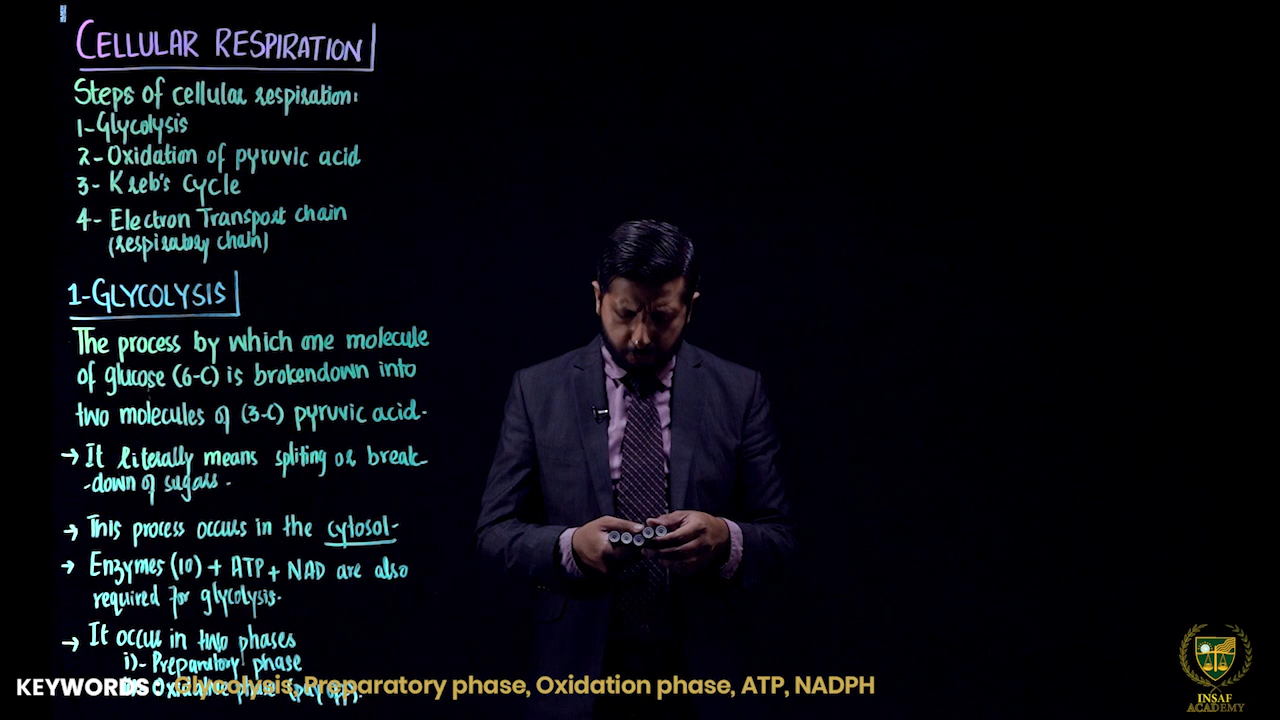 CELLULAR RESPIRATION
Steps of cellular respiration:
1- Glycolysis
2- Oxidation of pyruvic acid
3- Kreb's cycle
4- Electron Transport chain
(respiratory chain)
1- GLYCOLYSIS
The process by which one molecule
of glucose (6-C) is brokendown into
two molecules of (3-C) pyruvic acid.
→ It literally means spliting or break
-down of sugars.
→ This process occurs in the cytosol.
→ Enzymes (10) + ATP + NAD are also
required for glycolysis.
→ It occur in two phases
i)- Preparatory phase
Oxidative phase (pay off).
KEYWORDS : Glycolysis, Preparatory phase, Oxidation phase, ATP, NADPH
INSAF
ACADEMY